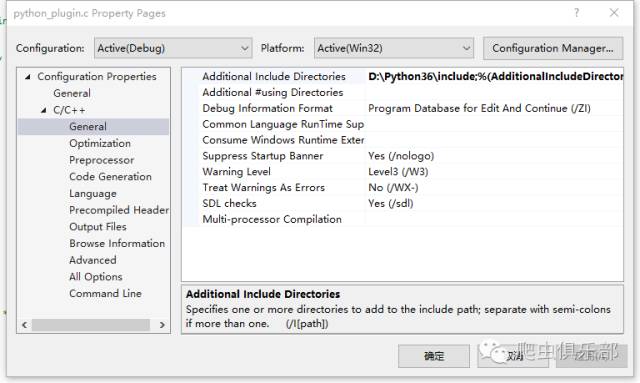 python_plugin.c Property Pages
?
Configuration: Active(Debug) Platform: Active(Win32) Configuration Manager...
Configuration Properties
General
C/C++
General
Optimization
Preprocessor
Code Generation
Language
Precompiled Header
Output Files
Browse Information
Advanced
All Options
Command Line
Additional Include Directories D:\Python36\include;%(AdditionalIncludeDirector
Additional #using Directories
Debug Information Format Program Database for Edit And Continue (/ZI)
Common Language RunTime Sup
Consume Windows Runtime Exter
Suppress Startup Banner Yes (/nologo)
Warning Level Level3 (/W3)
Treat Warnings As Errors No (/WX-)
SDL checks Yes (/sdl)
Multi-processor Compilation
Additional Include Directories
Specifies one or more directories to add to the include path; separate with semi-colons
if more than one. (/I[path])
确定 取消
爬虫俱乐部